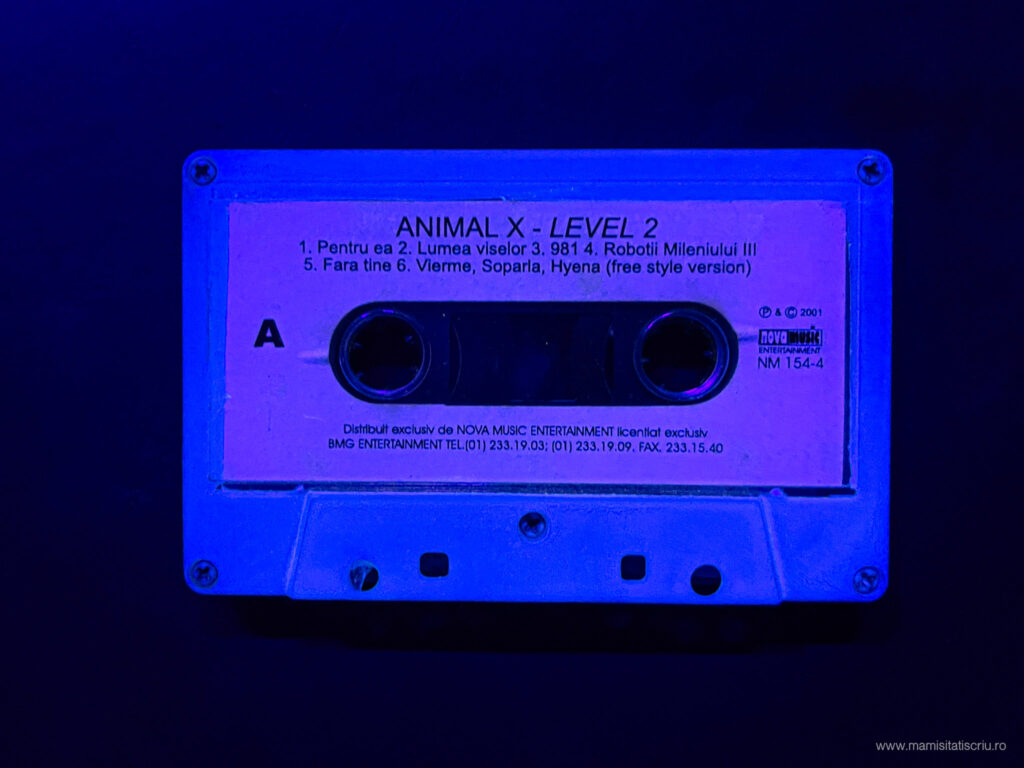 ANIMAL X - LEVEL 2
1. Pentru ea 2. Lumea viselor 3. 981 4. Robotii Mileniului III
5. Fara tine 6. Vierme, Soparla, Hyena (free style version)
A
℗ & © 2001
nova music
ENTERTAINMENT
NM 154-4
Distribuit exclusiv de NOVA MUSIC ENTERTAINMENT licentiat exclusiv
BMG ENTERTAINMENT TEL.(01) 233.19.03; (01) 233.19.09. FAX. 233.15.40
www.mamisitatiscriu.ro